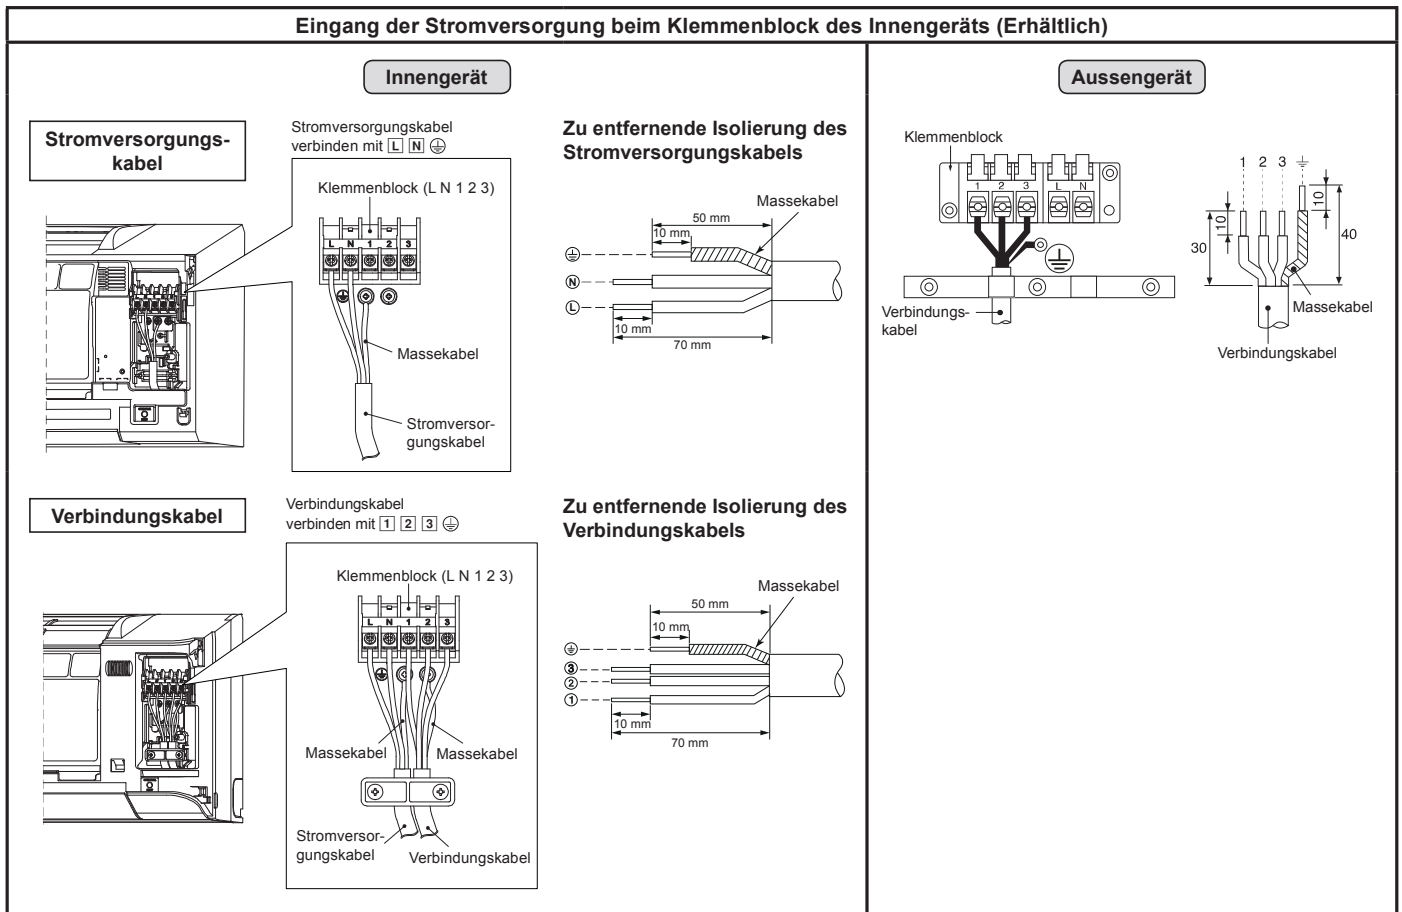 Eingang der Stromversorgung beim Klemmenblock des Innengeräts (Erhältlich)
Innengerät
Stromversorgungs-
kabel
Stromversorgungskabel
verbinden mit L N ⏚
Klemmenblock (L N 1 2 3)
L N 1 2 3
Massekabel
Stromversor-
gungskabel
Zu entfernende Isolierung des
Stromversorgungskabels
Massekabel
50 mm
10 mm
N
L
10 mm
70 mm
Verbindungskabel
Verbindungskabel
verbinden mit 1 2 3 ⏚
Klemmenblock (L N 1 2 3)
L N 1 2 3
Massekabel
Massekabel
Stromversor-
gungskabel
Verbindungskabel
Zu entfernende Isolierung des
Verbindungskabels
Massekabel
50 mm
10 mm
3
2
1
10 mm
70 mm
Aussengerät
Klemmenblock
1 2 3 L N
Verbindungs-
kabel
1 2 3
10
30
10
40
Massekabel
Verbindungskabel